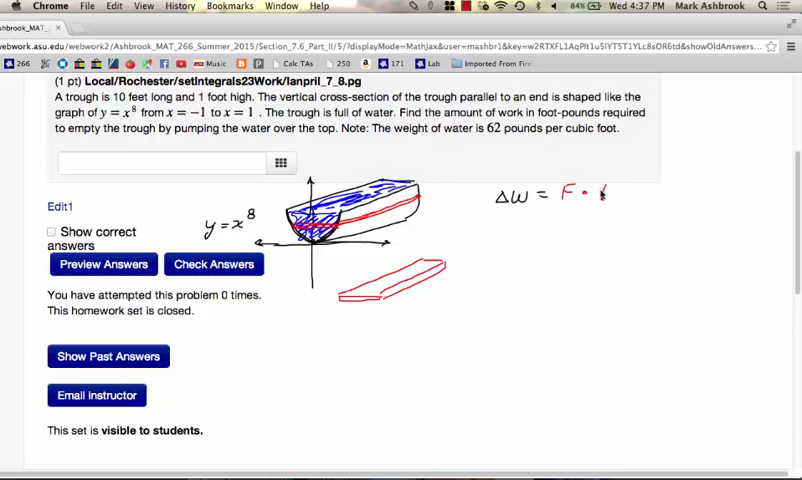 Chrome File Edit View History Bookmarks Window Help 84% Wed 4:37 PM Mark Ashbrook
shbrook_MAT_
webwork.asu.edu/webwork2/Ashbrook_MAT_266_Summer_2015/Section_7.6_Part_II/5/?displayMode=MathJax&user=mashbr1&key=
266 Music Calc TAs 250 171 Lab Imported From Fire
(1 pt) Local/Rochester/setIntegrals23Work/lanpril_7_8.pg
A trough is 10 feet long and 1 foot high. The vertical cross-section of the trough parallel to an end is shaped like the
graph of y = x⁸ from x = −1 to x = 1 . The trough is full of water. Find the amount of work in foot-pounds required
to empty the trough by pumping the water over the top. Note: The weight of water is 62 pounds per cubic foot.
Edit1
y = x⁸
ΔW = F ·
Show correct
answers
Preview Answers Check Answers
You have attempted this problem 0 times.
This homework set is closed.
Show Past Answers
Email instructor
This set is visible to students.